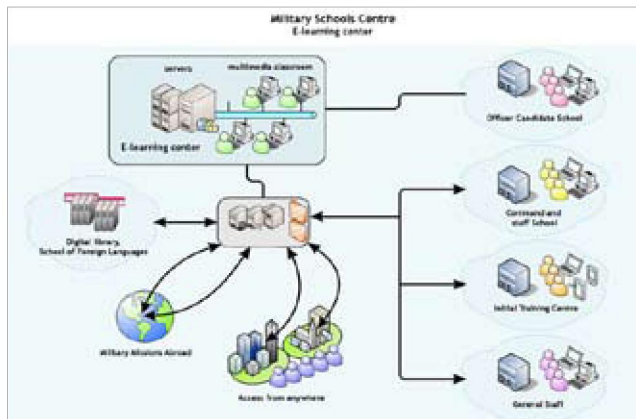 Military Schools Centre
E-learning center
servers
multimedia classroom
E-learning center
Officer Candidate School
Digital library,
School of Foreign Languages
Command and
staff School
Initial Training Centre
Military Missions Abroad
Access from anywhere
General Staff